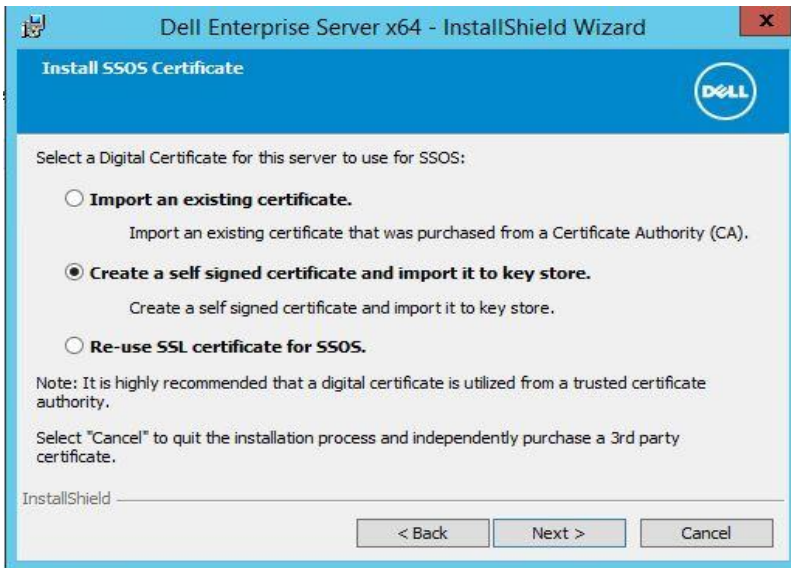 Dell Enterprise Server x64 - InstallShield Wizard
x
Install SSOS Certificate
DELL
Select a Digital Certificate for this server to use for SSOS:
Import an existing certificate.
Import an existing certificate that was purchased from a Certificate Authority (CA).
Create a self signed certificate and import it to key store.
Create a self signed certificate and import it to key store.
Re-use SSL certificate for SSOS.
Note: It is highly recommended that a digital certificate is utilized from a trusted certificate
authority.
Select "Cancel" to quit the installation process and independently purchase a 3rd party
certificate.
InstallShield
< Back Next > Cancel